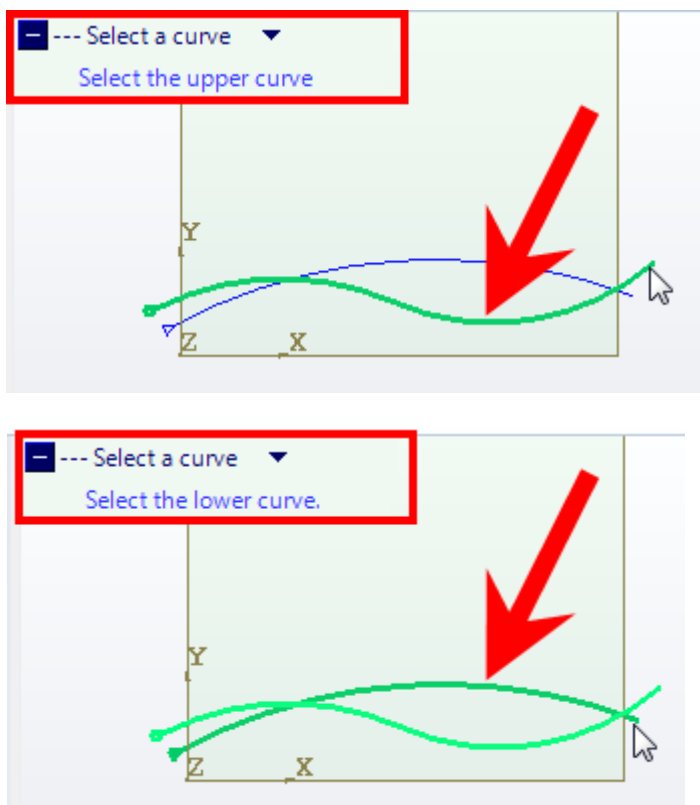 --- Select a curve
Select the upper curve
Y
Z X
--- Select a curve
Select the lower curve.
Y
Z X